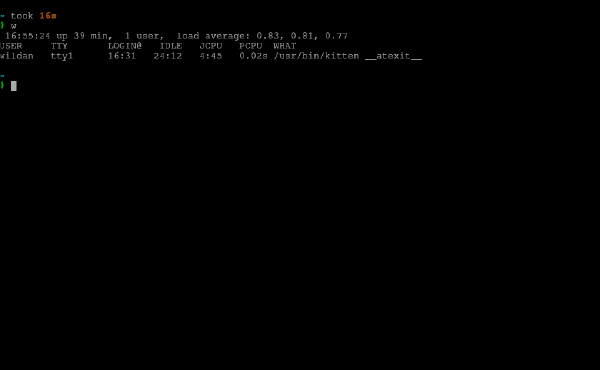 ~ took 16m
❯ w
16:55:24 up 39 min,  1 user,  load average: 0.83, 0.81, 0.77
USER     TTY       LOGIN@   IDLE   JCPU   PCPU  WHAT
wildan   tty1      16:31   24:12   4:45   0.02s /usr/bin/kitten __atexit__
~
❯